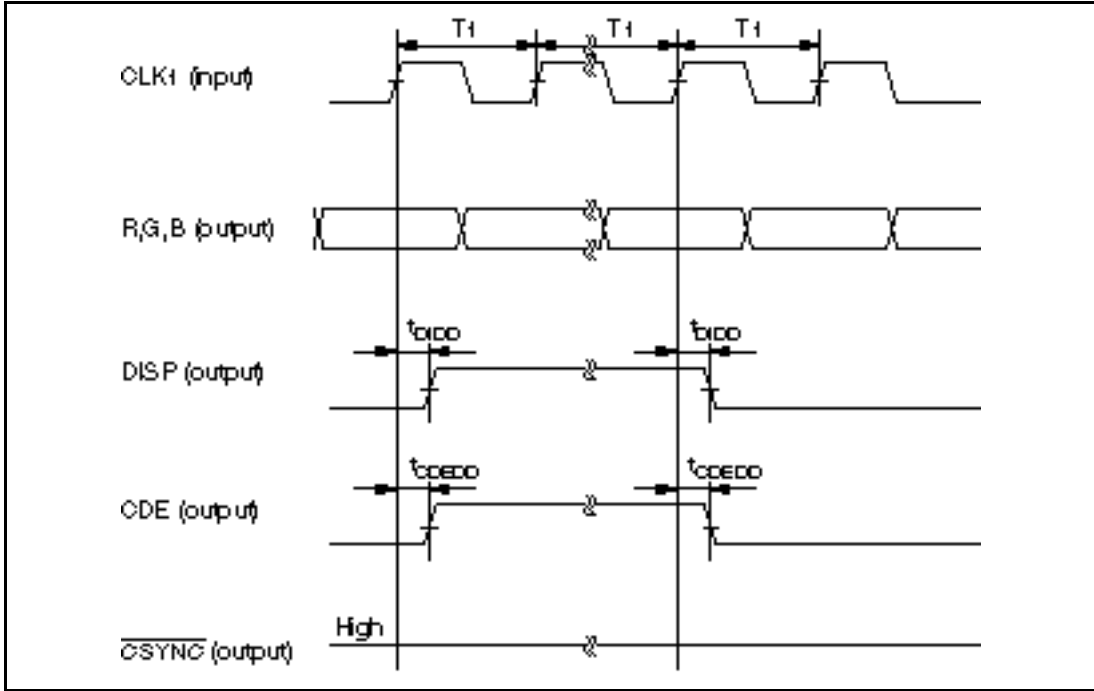 T1 T1 T1
CLK1 (input)
R,G,B (output)
tDIDD tDIDD
DISP (output)
tCDEDD tCDEDD
CDE (output)
High
CSYNC (output)